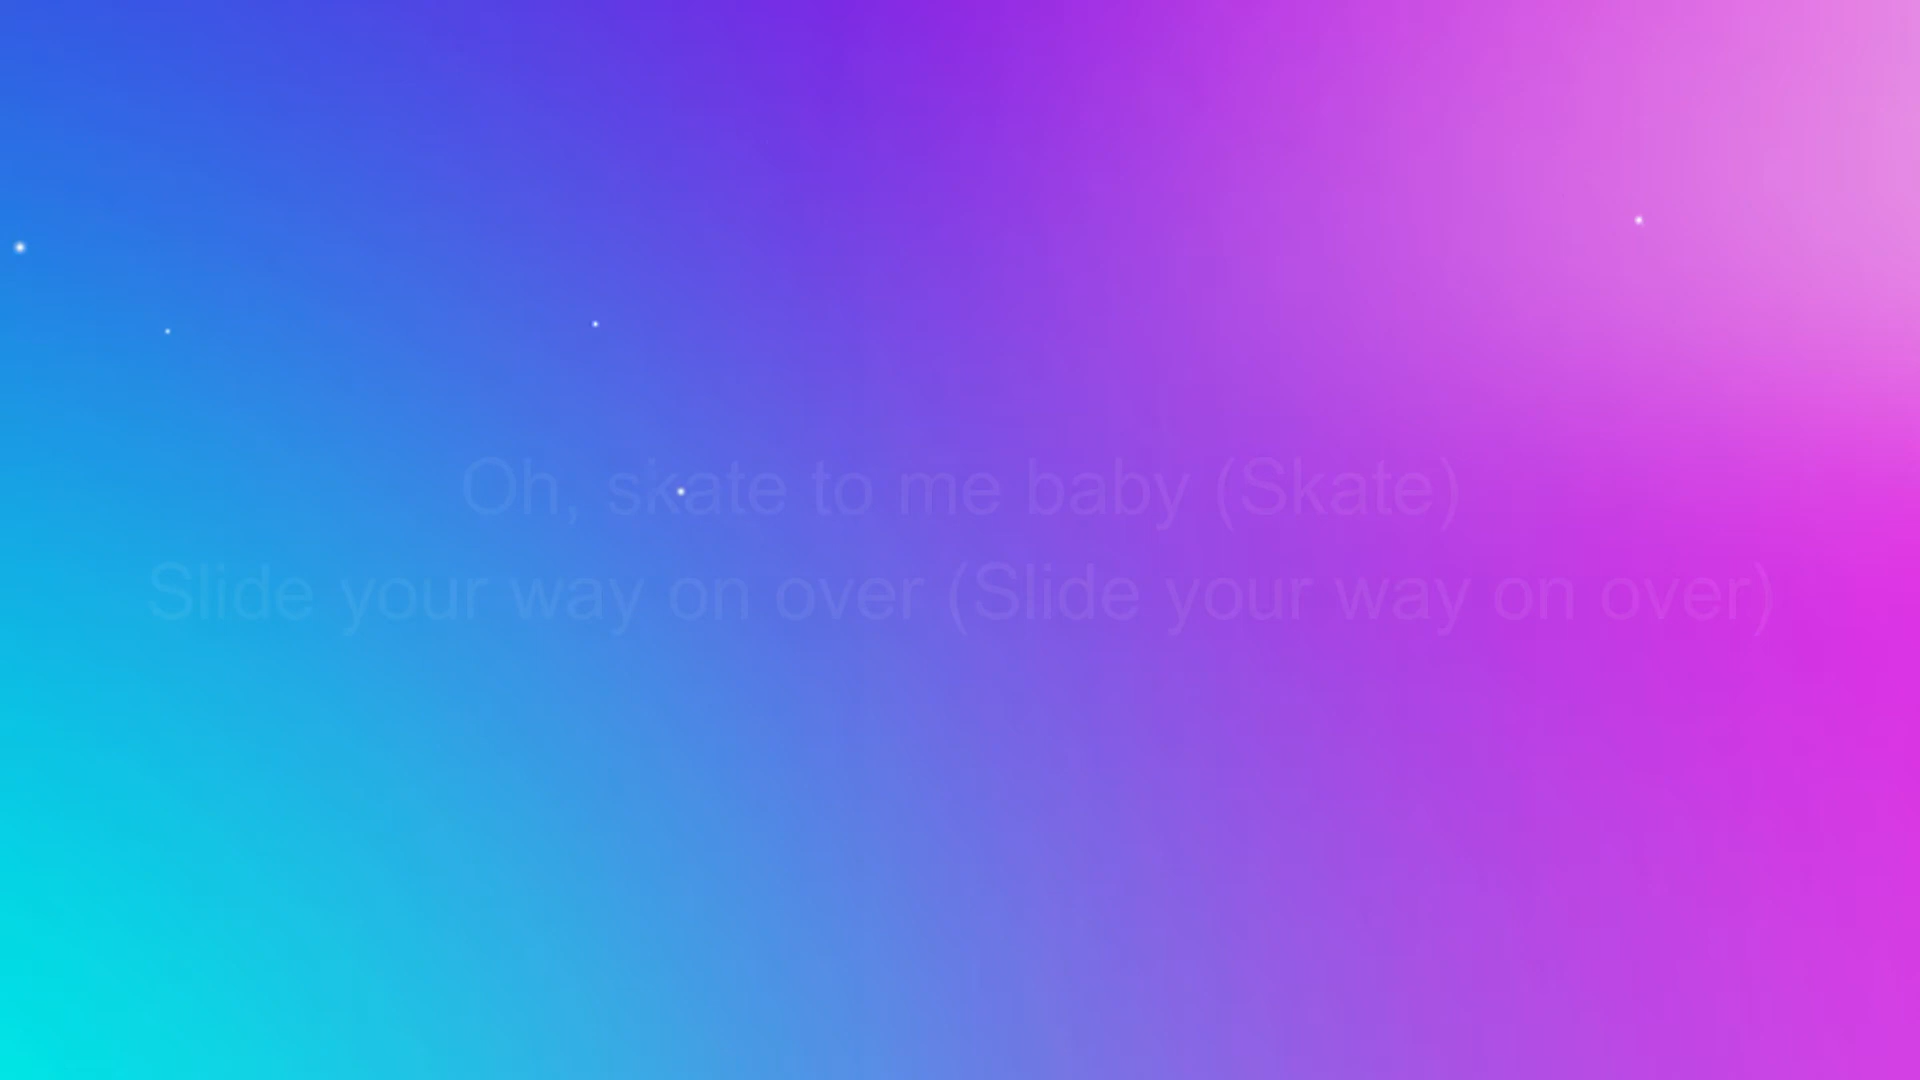 Oh, skate to me baby (Skate)
Slide your way on over (Slide your way on over)